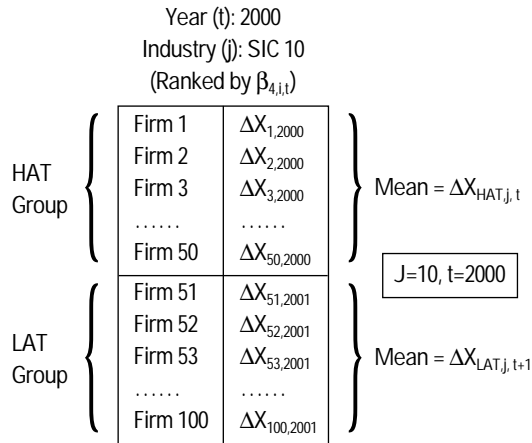 Year (t): 2000
Industry (j): SIC 10
(Ranked by β4,i,t)
HAT
Group
Firm 1 ΔX1,2000
Firm 2 ΔX2,2000
Firm 3 ΔX3,2000
...... ......
Firm 50 ΔX50,2000
Mean = ΔXHAT,j, t
J=10, t=2000
LAT
Group
Firm 51 ΔX51,2001
Firm 52 ΔX52,2001
Firm 53 ΔX53,2001
...... ......
Firm 100 ΔX100,2001
Mean = ΔXLAT,j, t+1